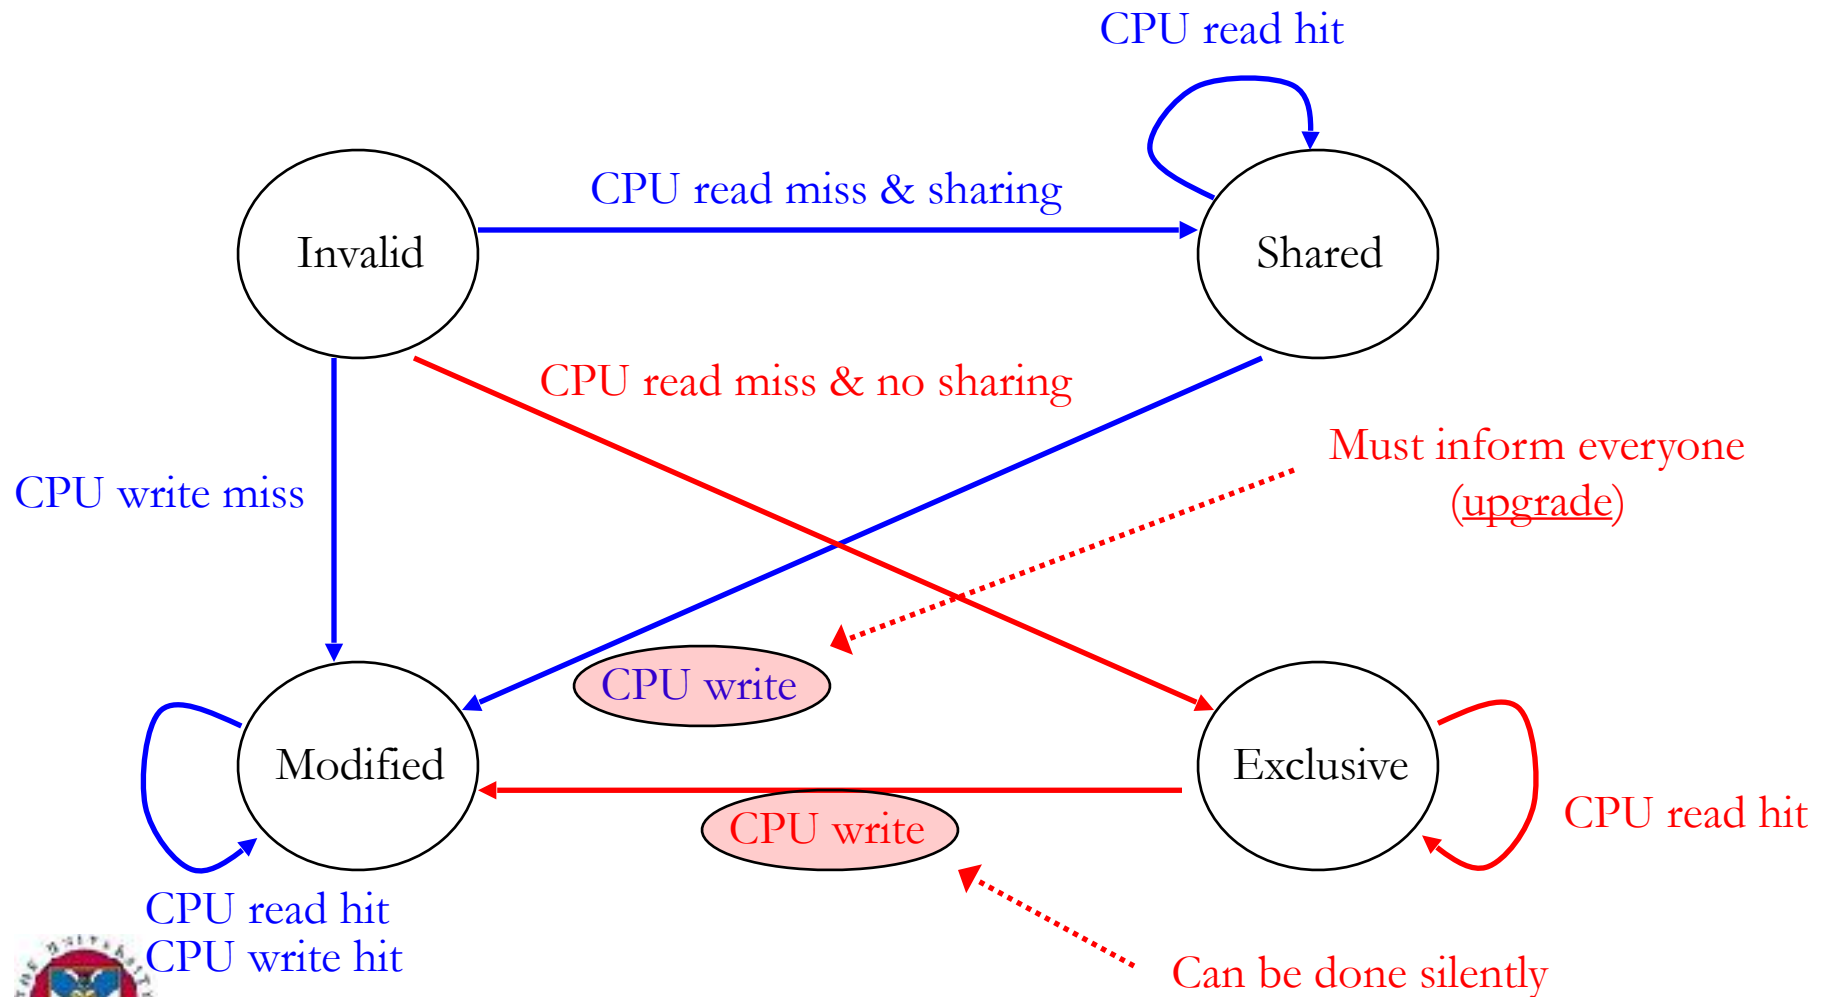 CPU read hit
CPU read miss & sharing
Invalid
Shared
CPU read miss & no sharing
Must inform everyone
(upgrade)
CPU write miss
CPU write
Modified
Exclusive
CPU write
CPU read hit
CPU read hit
CPU write hit
Can be done silently